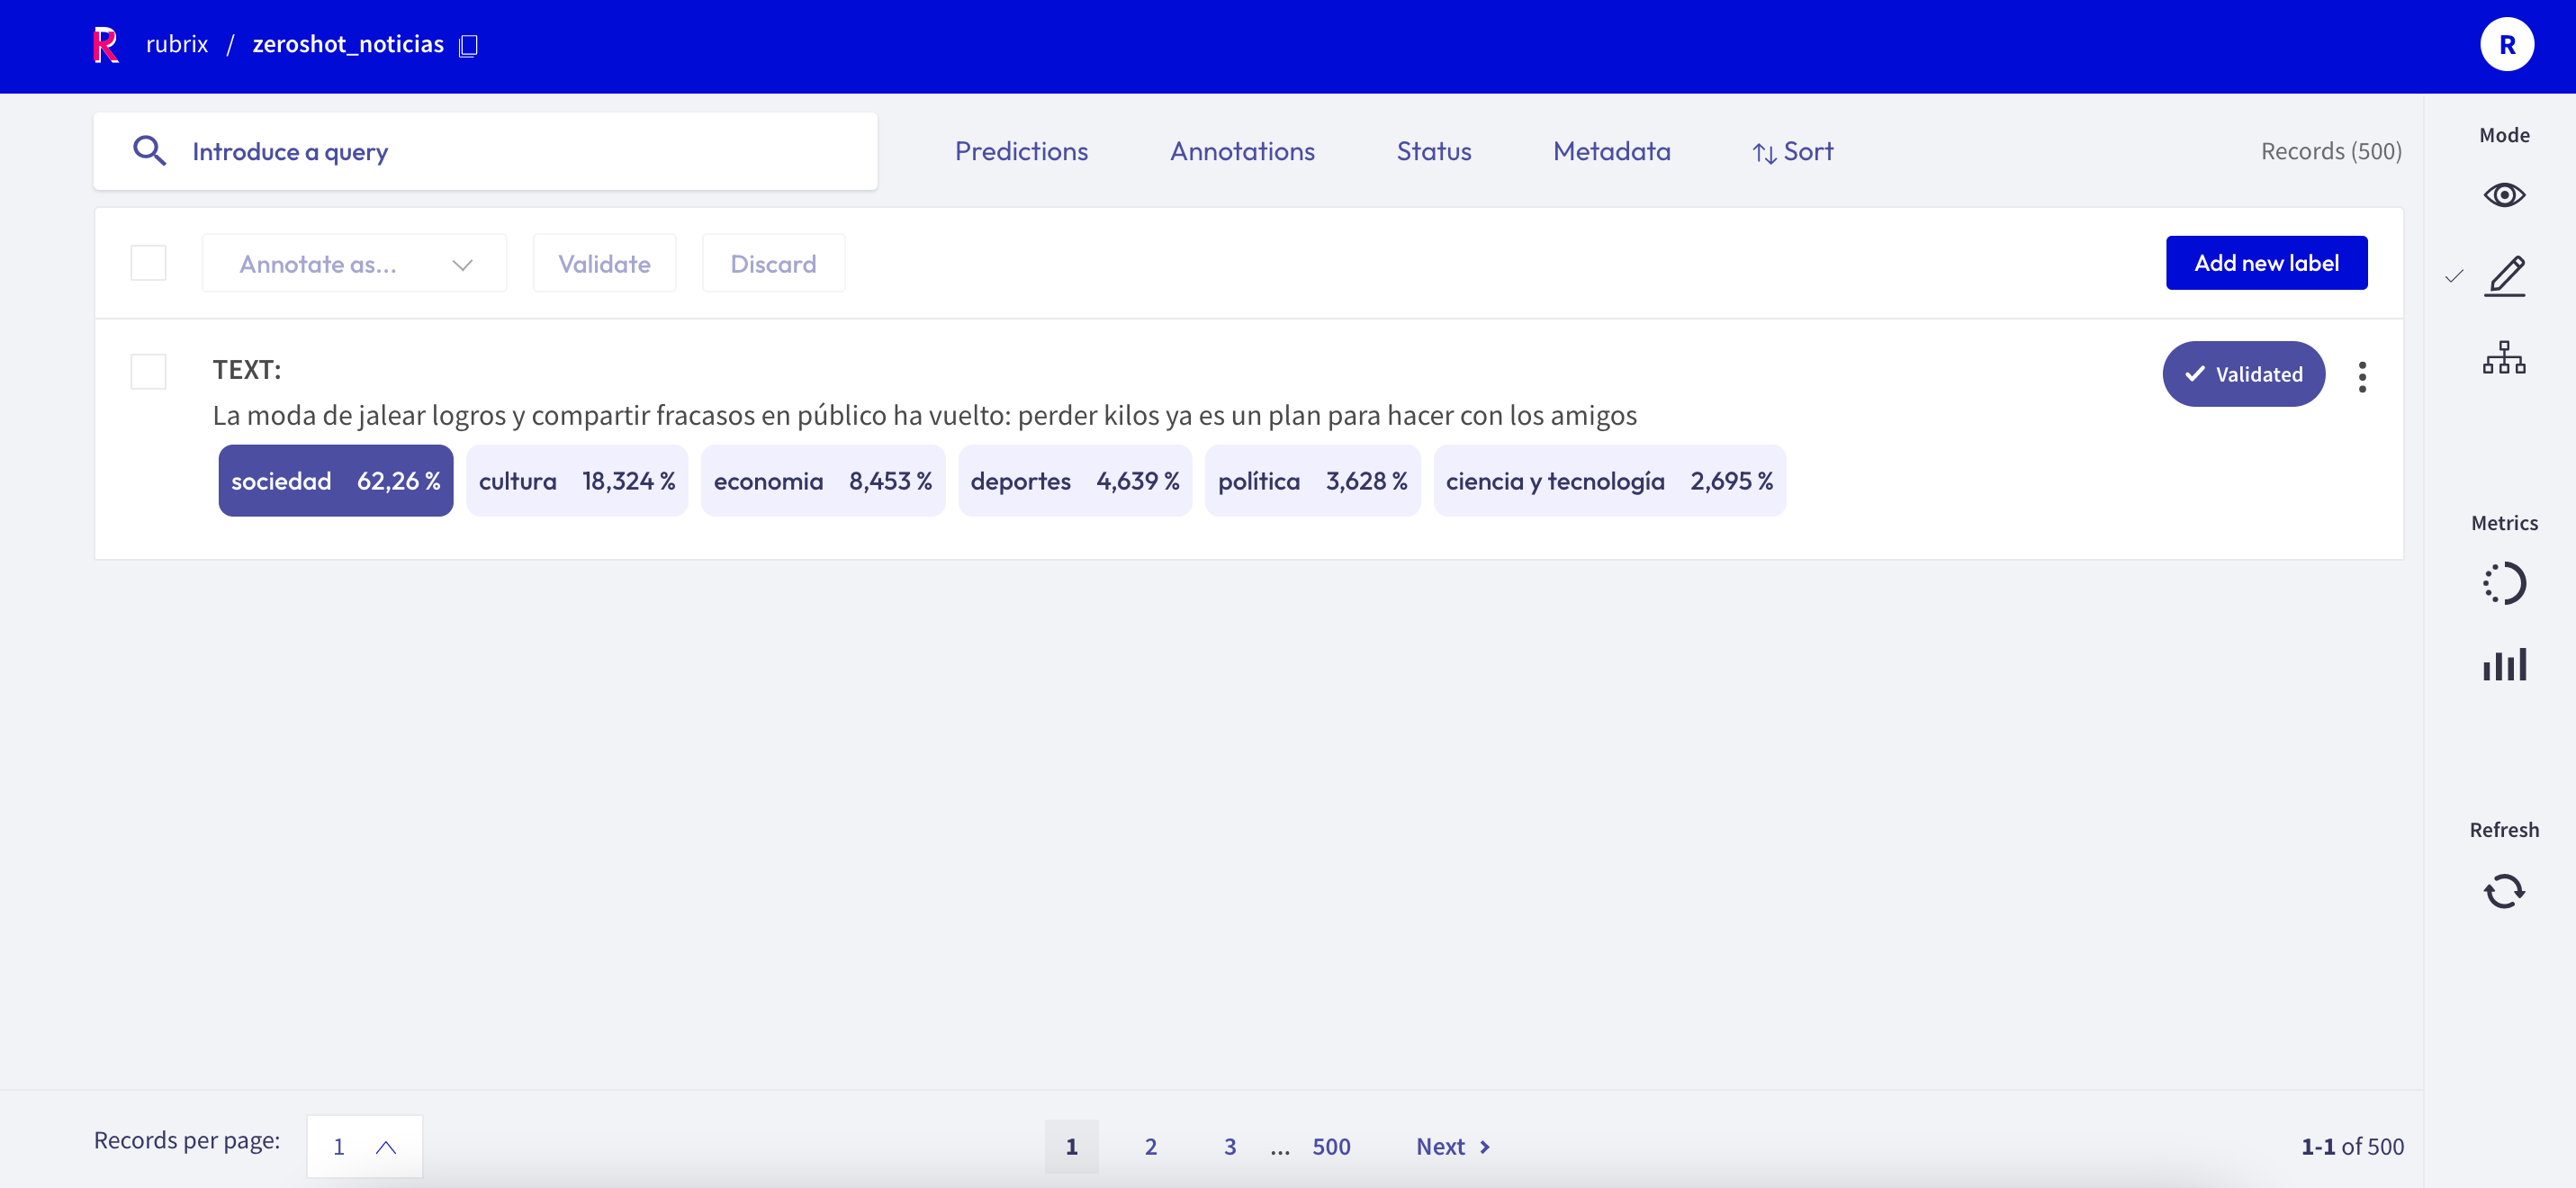 R rubrix / zeroshot_noticias R
Introduce a query Predictions Annotations Status Metadata Sort Records (500)
Mode
Annotate as... Validate Discard Add new label
TEXT:
Validated
La moda de jalear logros y compartir fracasos en público ha vuelto: perder kilos ya es un plan para hacer con los amigos
sociedad 62,26 % cultura 18,324 % economia 8,453 % deportes 4,639 % política 3,628 % ciencia y tecnología 2,695 %
Metrics
Refresh
Records per page: 1 1 2 3 ... 500 Next 1-1 of 500